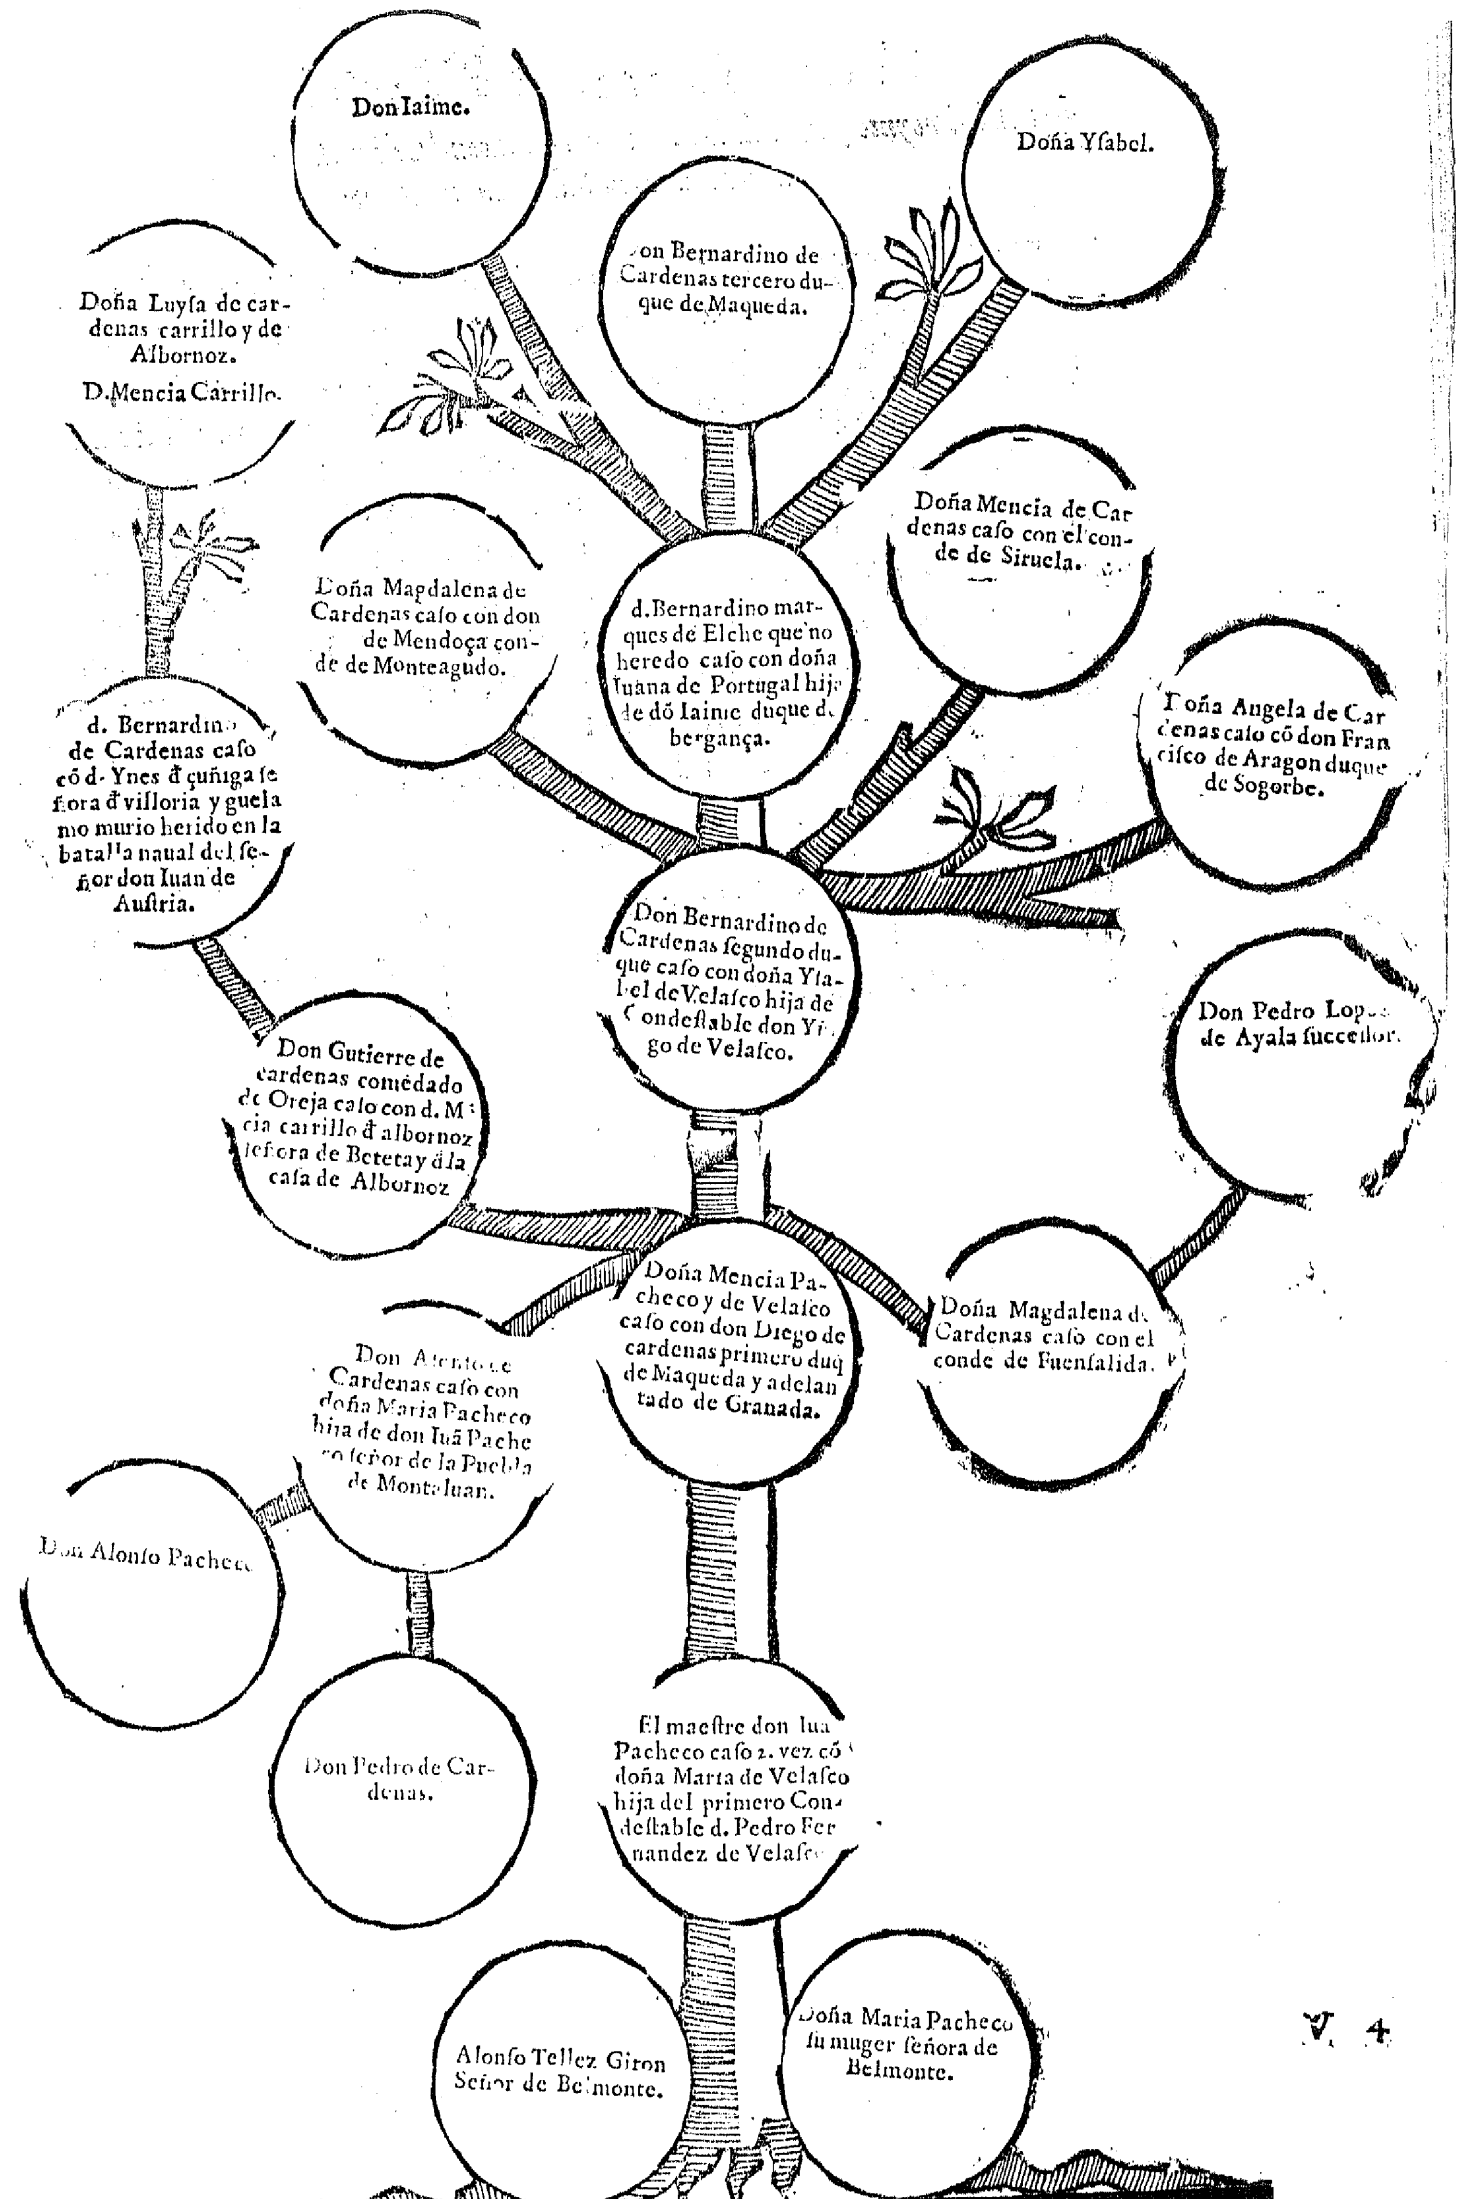 Don Iaime.
Doña Ysabel.
on Bernardino de
Cardenas tercero du-
que de Maqueda.
Doña Luysa de car-
denas carrillo y de
Albornoz.
D. Mencia Carrillo.
Doña Mencia de Car
denas caso con el con-
de de Siruela.
Doña Magdalena de
Cardenas caso con don
de Mendoça con-
de de Monteagudo.
d. Bernardino mar-
ques de Elche que no
heredo caso con doña
Iuana de Portugal hija
de dõ Iaime duque de
bergança.
Doña Angela de Car
denas caso cõ don Fran
cisco de Aragon duque
de Sogorbe.
d. Bernardino
de Cardenas caso
cõ d. Ynes đ çuñiga se
ñora đ villoria y guela
mo murio herido en la
batalla naual del se-
ñor don Iuan de
Austria.
Don Bernardino de
Cardenas segundo du-
que caso con doña Ysa-
bel de Velasco hija de
Condestable don Yñi
go de Velasco.
Don Pedro Lopez
de Ayala successor.
Don Gutierre de
cardenas comẽdado
de Oreja caso con d. Mẽ
cia carrillo đ albornoz
señora de Beteta y đ la
casa de Albornoz
Doña Mencia Pa-
checo y de Velasco
caso con don Diego de
cardenas primero duq
de Maqueda y adelan
tado de Granada.
Doña Magdalena de
Cardenas caso con el
conde de Fuensalida.
Don
Cardenas caso con
doña Maria Pacheco
hija de don Iuã Pache
co señor de la Puebla
de Montaluan.
Don Alonso Pacheco
Don Pedro de Car-
denas.
El maestre don Iua
Pacheco caso 2. vez cõ
doña Maria de Velasco
hija del primero Con-
destable d. Pedro Fer
nandez de Velasco
Alonso Tellez Giron
Señor de Belmonte.
Doña Maria Pacheco
su muger señora de
Belmonte.
V. 4